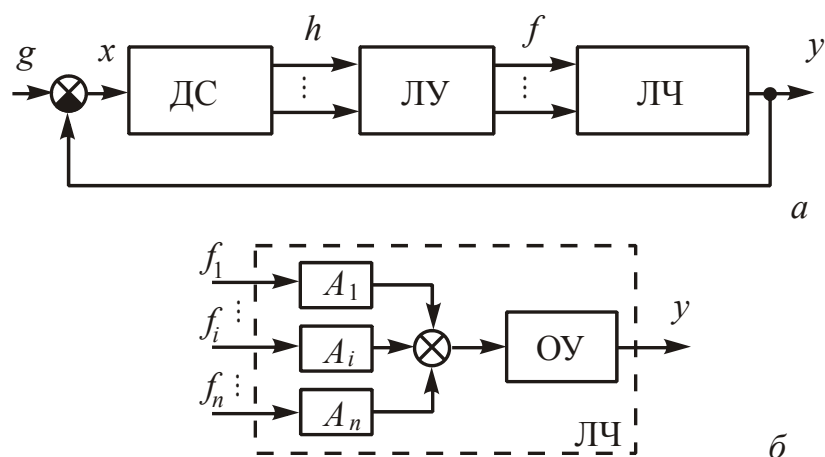 g x h f y
ДС ⋮ ЛУ ⋮ ЛЧ
а
f₁ A₁
⋮
fᵢ Aᵢ ОУ y
⋮
fₙ Aₙ
ЛЧ
б